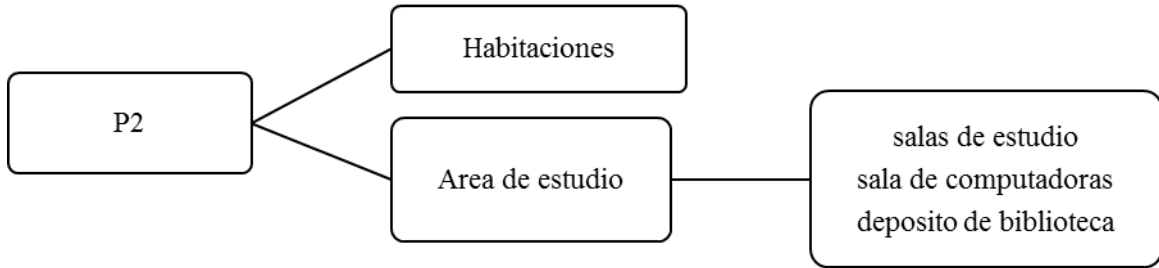 P2
Habitaciones
Area de estudio
salas de estudio
sala de computadoras
deposito de biblioteca